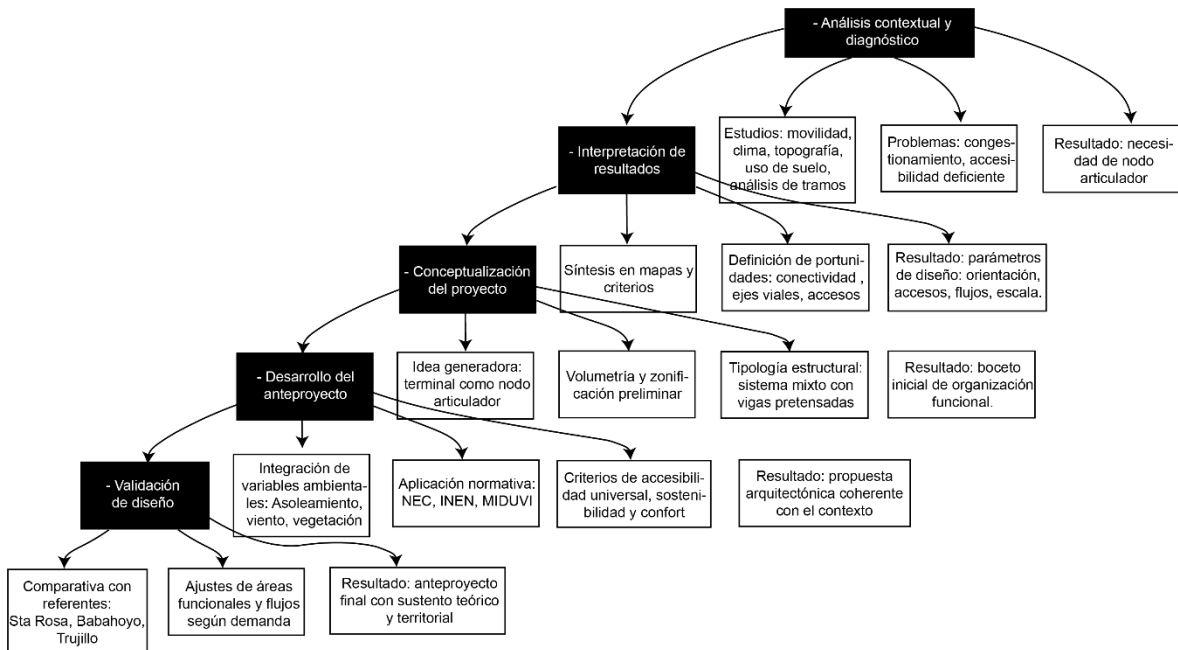 - Análisis contextual y
diagnóstico
- Interpretación de
resultados
Estudios: movilidad,
clima, topografía,
uso de suelo,
análisis de tramos
Problemas: conges-
tionamiento, accesi-
bilidad deficiente
Resultado: necesi-
dad de nodo
articulador
- Conceptualización
del proyecto
Síntesis en mapas y
criterios
Definición de portuni-
dades: conectividad ,
ejes viales, accesos
Resultado: parámetros
de diseño: orientación,
accesos, flujos, escala.
- Desarrollo del
anteproyecto
Idea generadora:
terminal como nodo
articulador
Volumetría y zonifi-
cación preliminar
Tipología estructural:
sistema mixto con
vigas pretensadas
Resultado: boceto
inicial de organización
funcional.
- Validación
de diseño
Integración de
variables ambienta-
les: Asoleamiento,
viento, vegetación
Aplicación normativa:
NEC, INEN, MIDUVI
Criterios de accesibi-
lidad universal, sosteni-
bilidad y confort
Resultado: propuesta
arquitectónica coherente
con el contexto
Comparativa con
referentes:
Sta Rosa, Babahoyo,
Trujillo
Ajustes de áreas
funcionales y flujos
según demanda
Resultado: anteproyecto
final con sustento teórico
y territorial